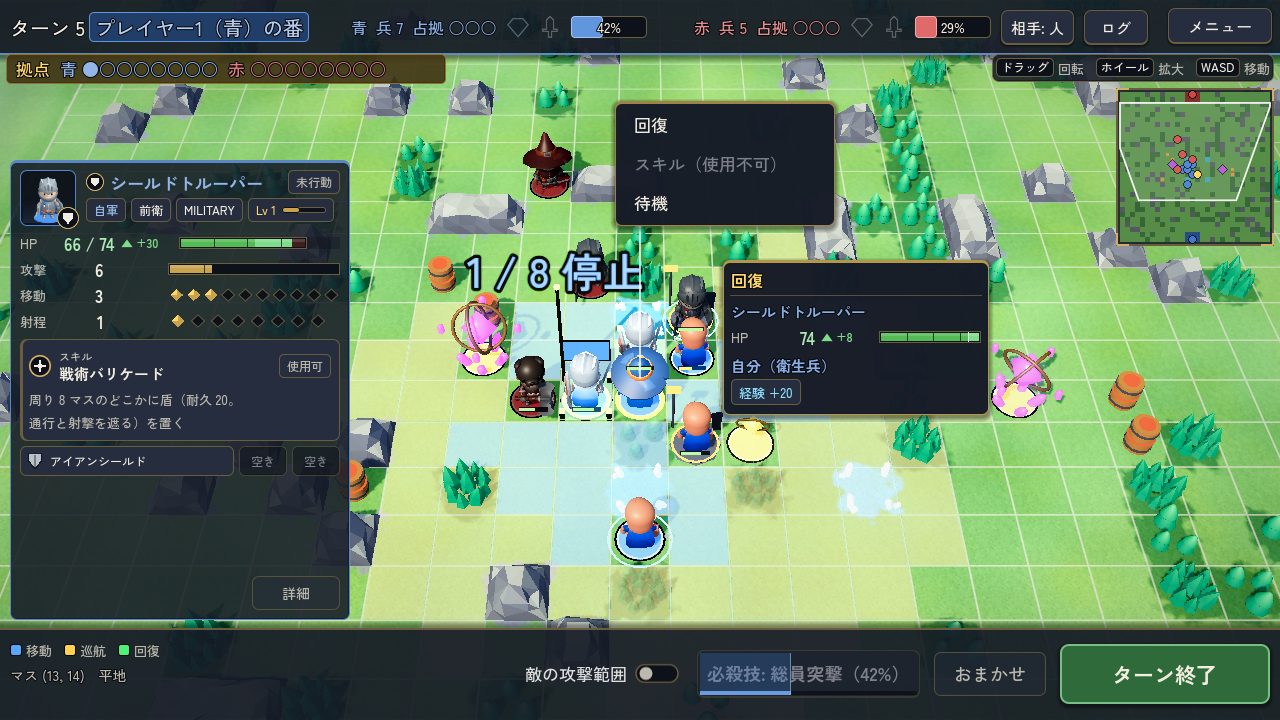 ターン 5 プレイヤー1（青）の番 青 兵 7 占拠 〇〇〇 42% 赤 兵 5 占拠 〇〇〇 29% 相手: 人 ログ メニュー
拠点 青 赤 ドラッグ 回転 ホイール 拡大 WASD 移動
回復
スキル（使用不可）
待機
シールドトルーパー 未行動
自軍 前衛 MILITARY Lv 1
HP 66 / 74 ▲ +30
攻撃 6
移動 3
射程 1
スキル
戦術バリケード 使用可
周り 8 マスのどこかに盾（耐久 20。
通行と射撃を遮る）を置く
アイアンシールド 空き 空き
詳細
1 / 8 停止
回復
シールドトルーパー
HP 74 ▲ +8
自分（衛生兵）
経験 +20
移動 巡航 回復
マス (13, 14) 平地
敵の攻撃範囲 必殺技: 総員突撃（42%） おまかせ ターン終了